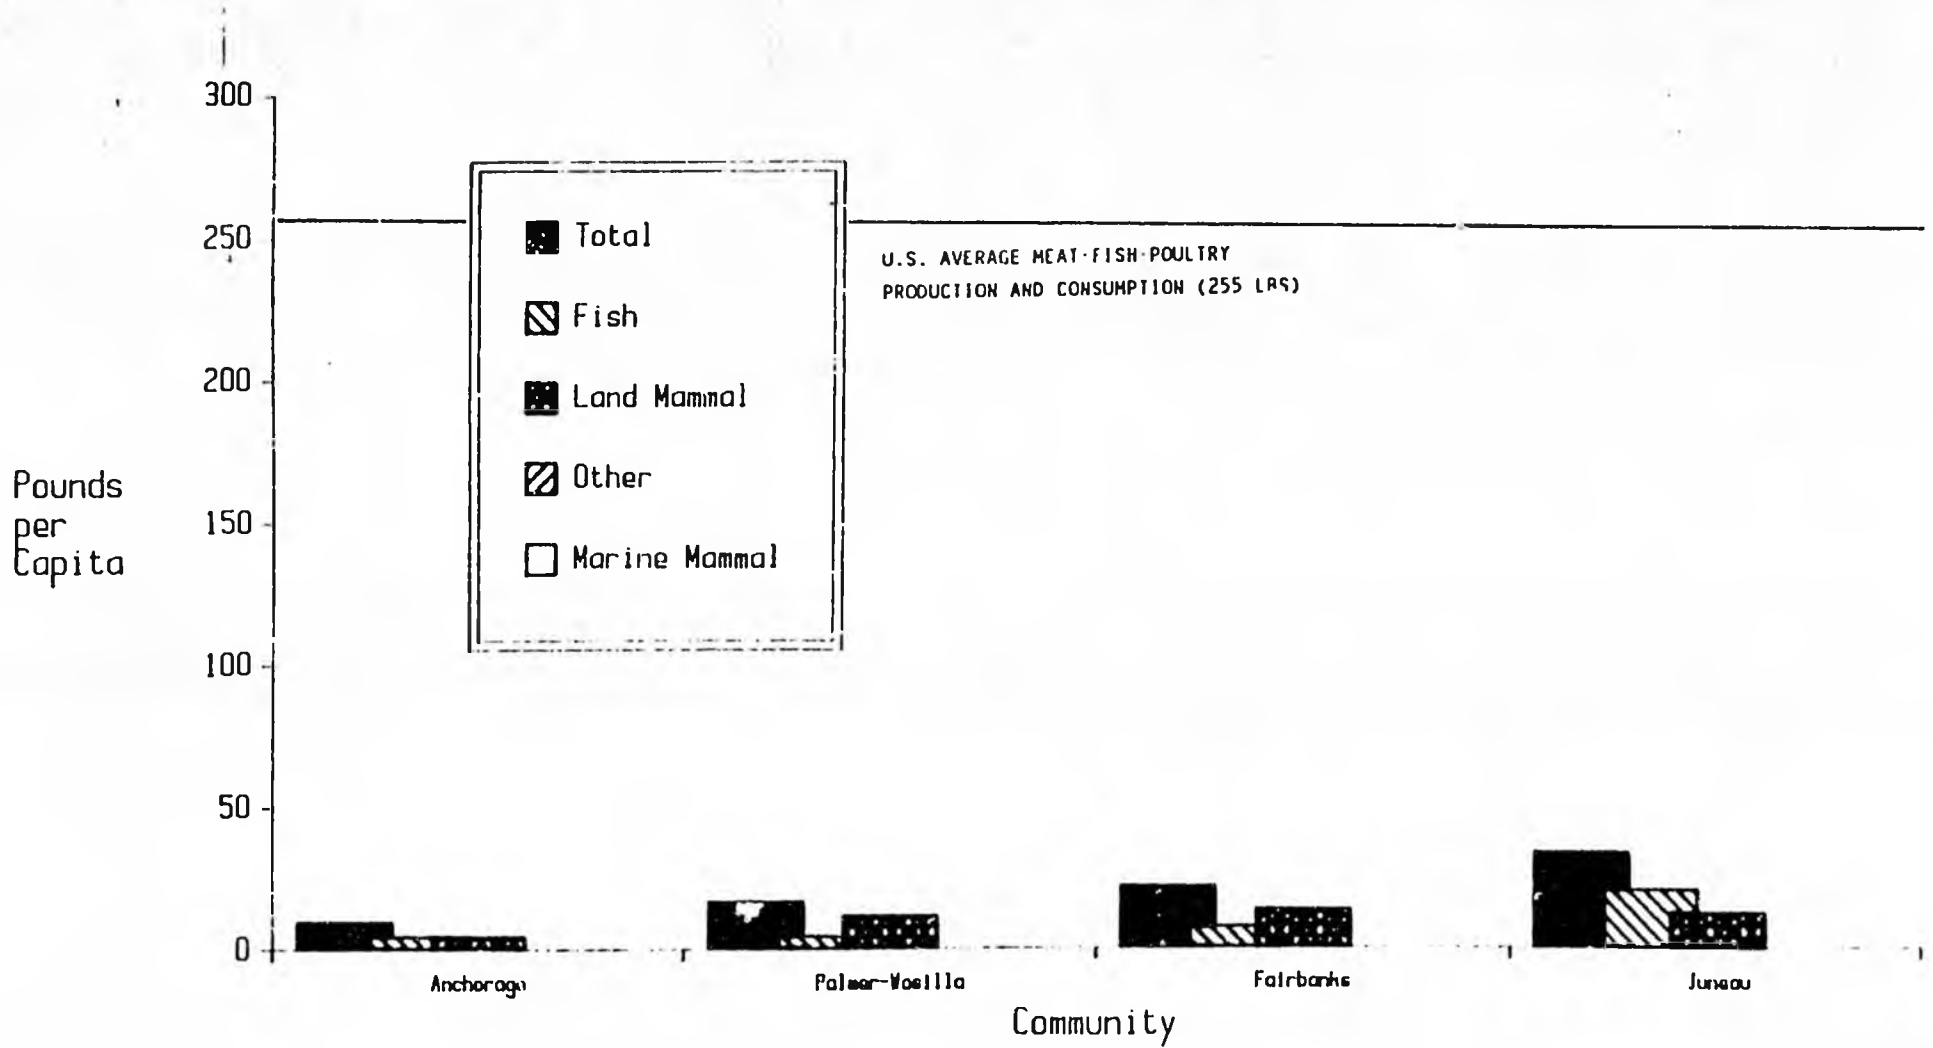 300
250
200
150
100
50
0
Pounds
per
Capita
Total
Fish
Land Mammal
Other
Marine Mammal
U.S. AVERAGE MEAT-FISH-POULTRY
PRODUCTION AND CONSUMPTION (255 LBS)
Anchorage
Palmer-Wasilla
Fairbanks
Juneau
Community